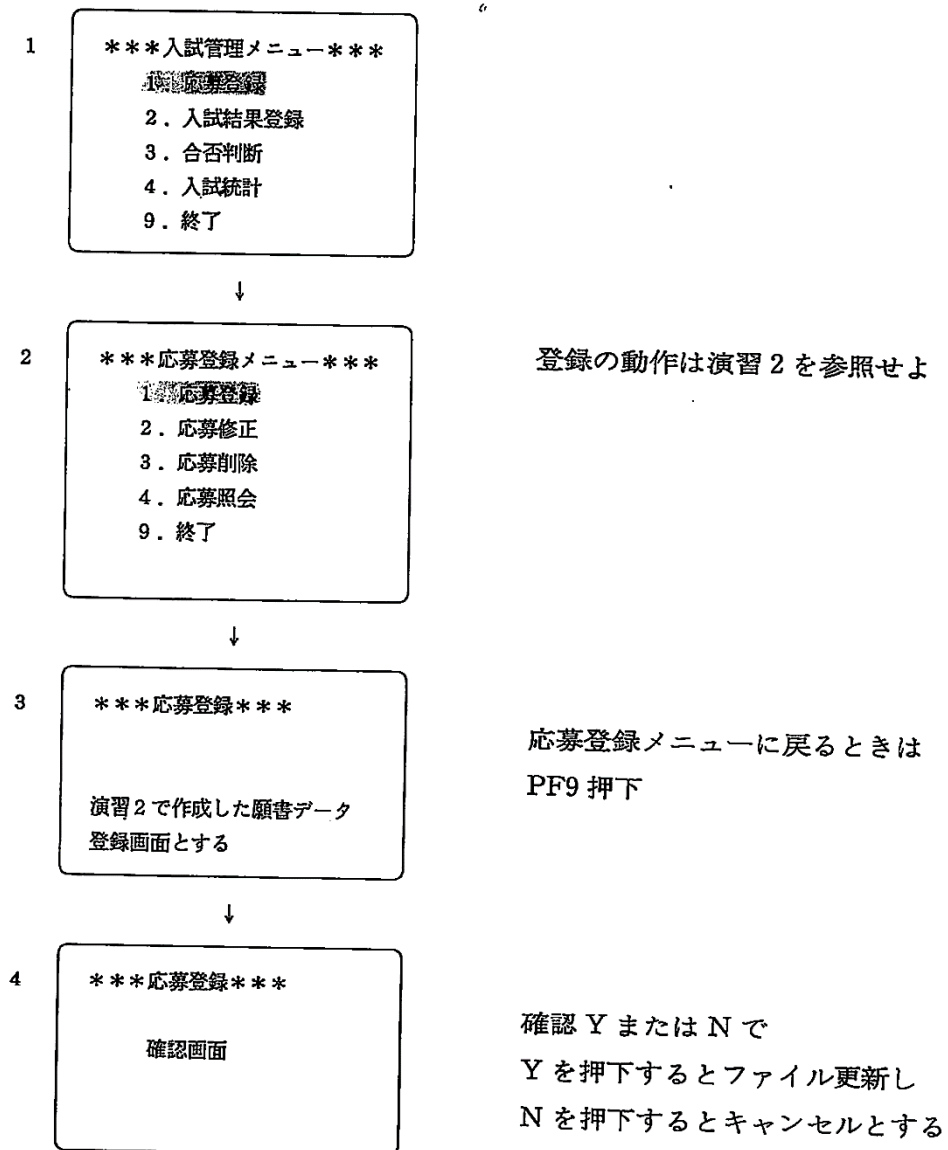 1
***入試管理メニュー***
1.応募登録
2.入試結果登録
3.合否判断
4.入試統計
9.終了
↓
2
***応募登録メニュー***
1.応募登録
2.応募修正
3.応募削除
4.応募照会
9.終了
登録の動作は演習2を参照せよ
↓
3
***応募登録***
演習2で作成した願書データ
登録画面とする
応募登録メニューに戻るときは
PF9押下
↓
4
***応募登録***
確認画面
確認YまたはNで
Yを押下するとファイル更新し
Nを押下するとキャンセルとする